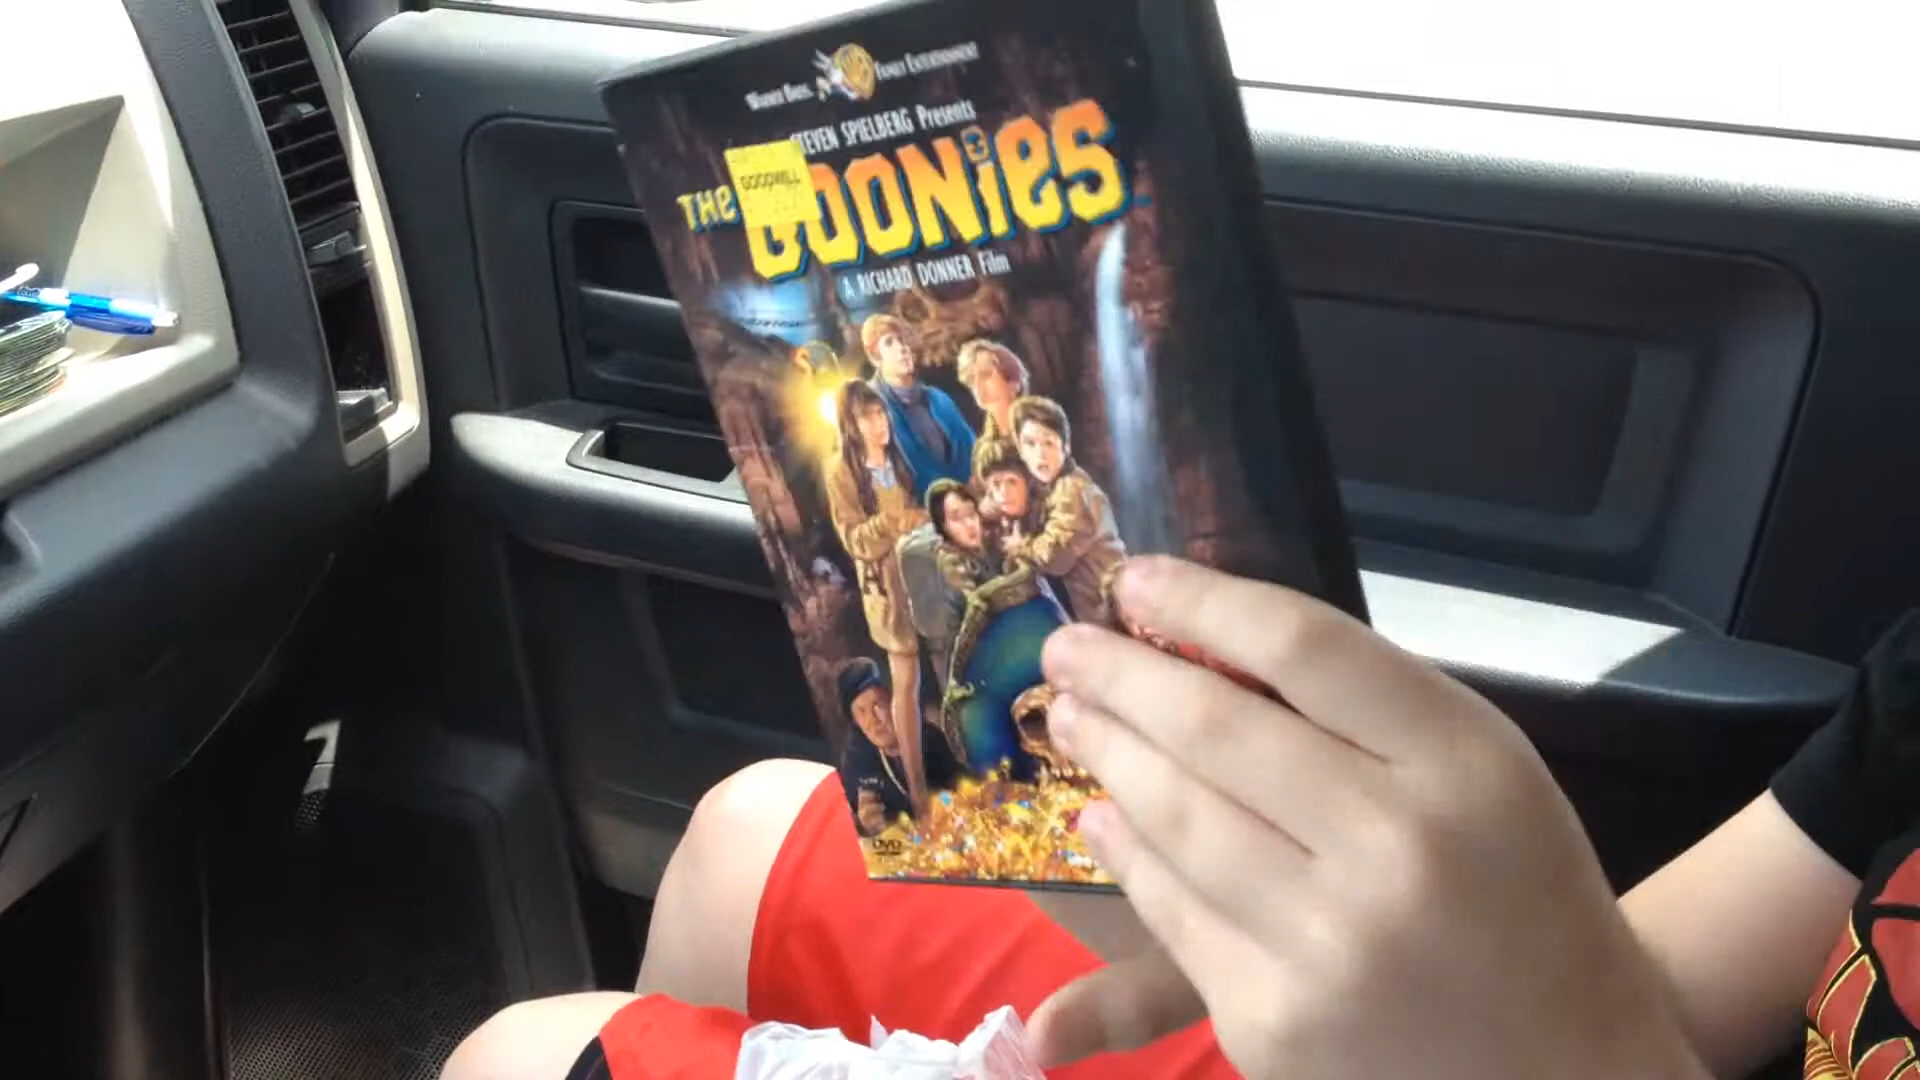 WARNER BROS. FAMILY ENTERTAINMENT
STEVEN SPIELBERG Presents
THE GOONIES
GOODWILL
A RICHARD DONNER Film
DVD